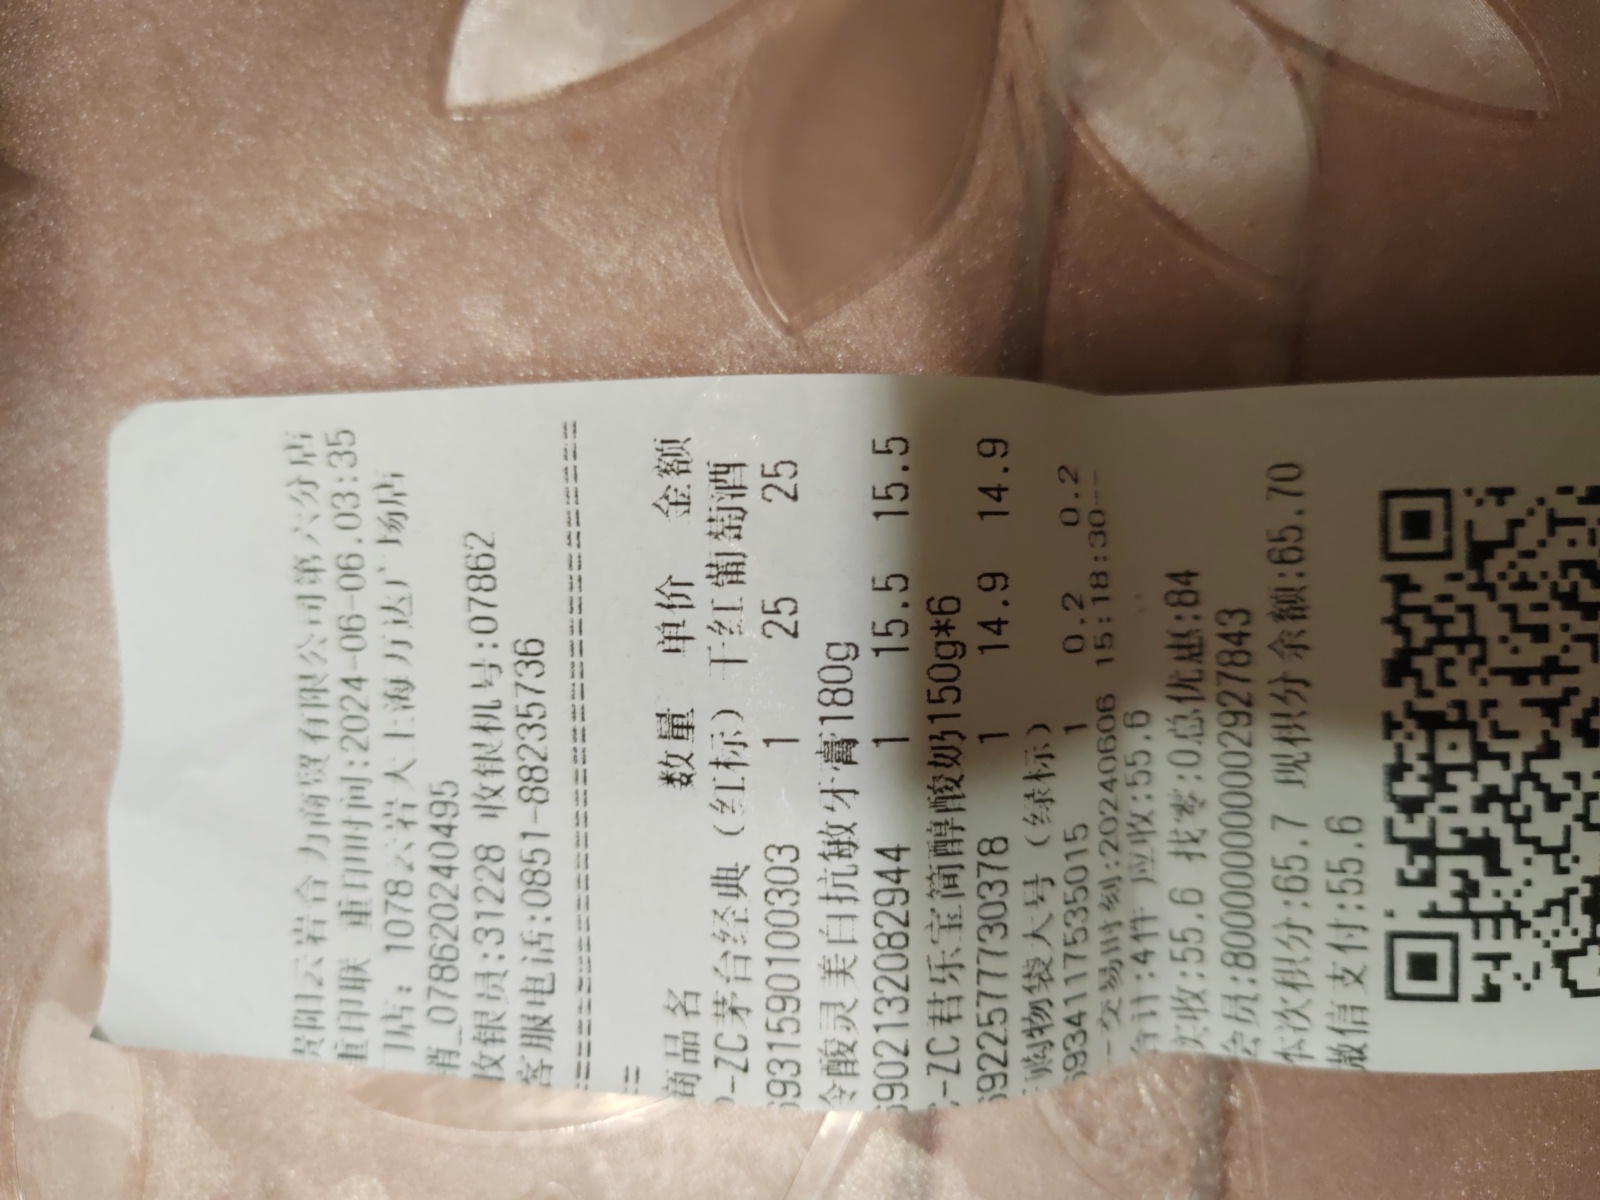 贵阳云岩合力商贸有限公司第六分店
重印联 重印时间:2024-06-06.03:35
门店: 1078云岩大上海万达广场店
销_078620240495
收银员:31228 收银机号:07862
客服电话:0851-88235736
==
商品名 数量 单价 金额
-ZC茅台经典（红标）干红葡萄酒
6931590100303 1 25 25
冷酸灵美白抗敏牙膏180g
6902132082944 1 15.5 15.5
-ZC君乐宝简醇酸奶150g*6
6922577730378 1 14.9 14.9
购物袋大号（绿标）
6934117535015 1 0.2 0.2
--交易时刻:20240606 15:18:30--
合计:4件 应收:55.6
实收:55.6 找零:0总优惠:84
会员:8000000000029287843
本次积分:65.7 现积分余额:65.70
微信支付:55.6